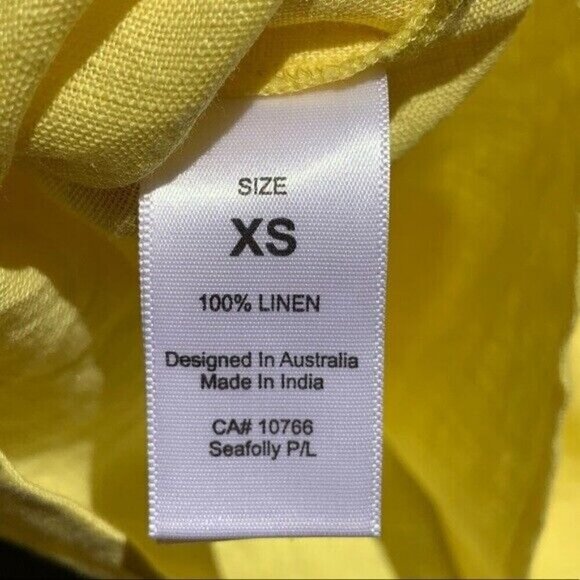 SIZE
XS
100% LINEN
Designed In Australia
Made In India
CA# 10766
Seafolly P/L